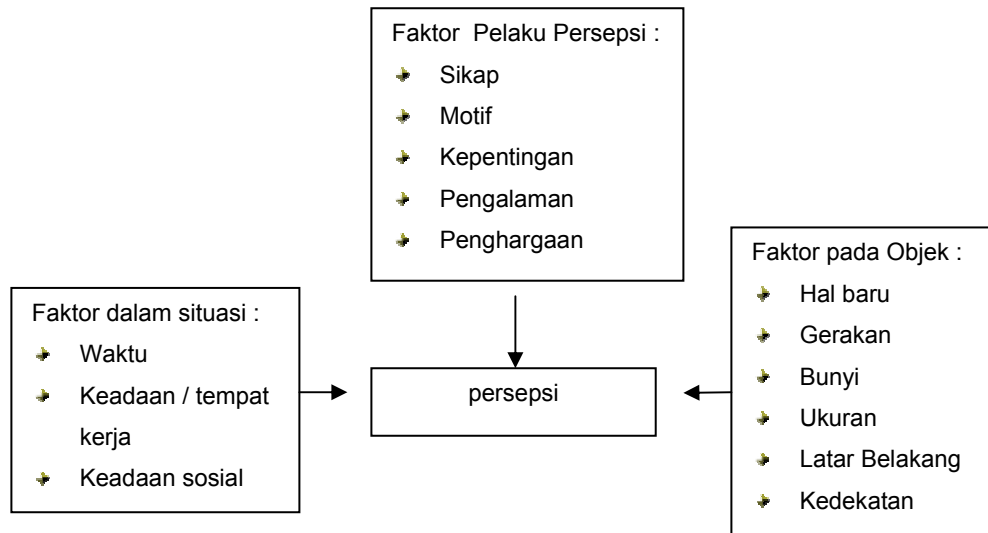 Faktor Pelaku Persepsi :
Sikap
Motif
Kepentingan
Pengalaman
Penghargaan
Faktor dalam situasi :
Waktu
Keadaan / tempat
kerja
Keadaan sosial
persepsi
Faktor pada Objek :
Hal baru
Gerakan
Bunyi
Ukuran
Latar Belakang
Kedekatan